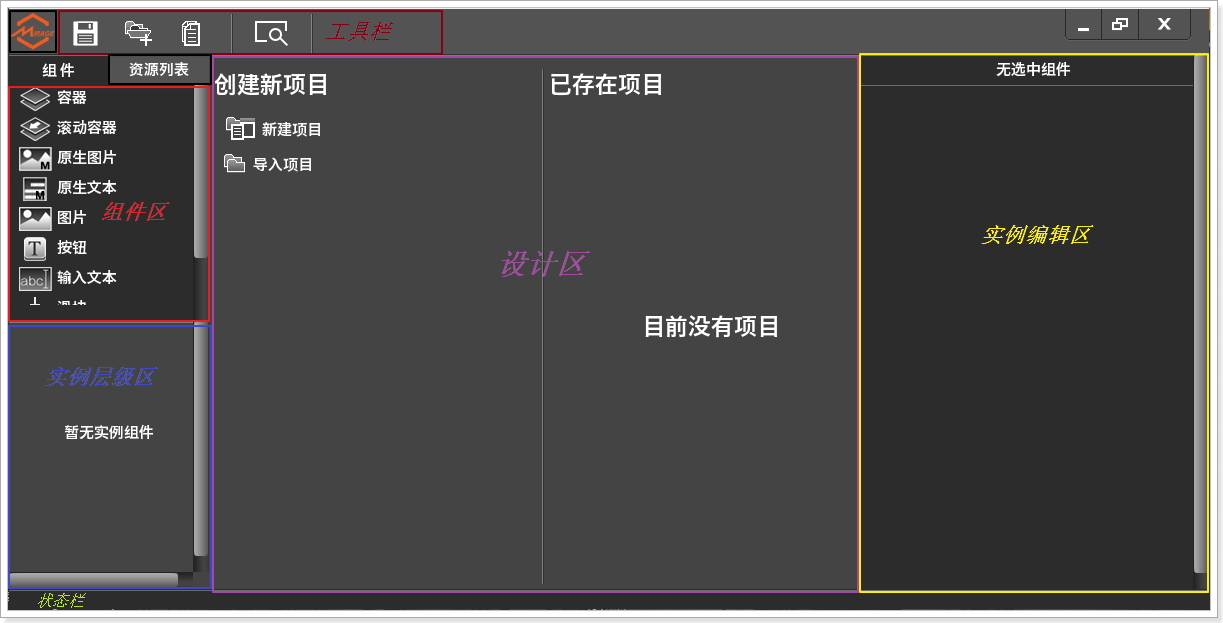 MIRAGE
工具栏
X
组件
资源列表
容器
滚动容器
M
原生图片
M
原生文本
图片
组件区
T
按钮
abc
输入文本
实例层级区
暂无实例组件
创建新项目
新建项目
导入项目
已存在项目
设计区
目前没有项目
无选中组件
实例编辑区
状态栏